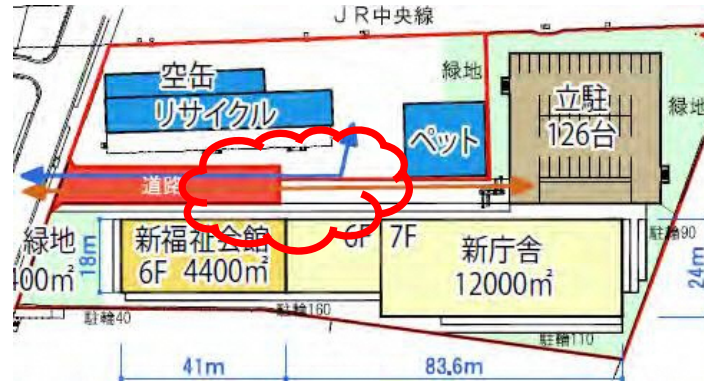 JR中央線
空缶
リサイクル
緑地
ペット
立駐
126台
緑地
道路
緑地
400㎡
18m
新福祉会館
6F 4400㎡
6F
7F
新庁舎
12000㎡
駐輪90
24m
駐輪40
駐輪160
駐輪110
41m
83.6m